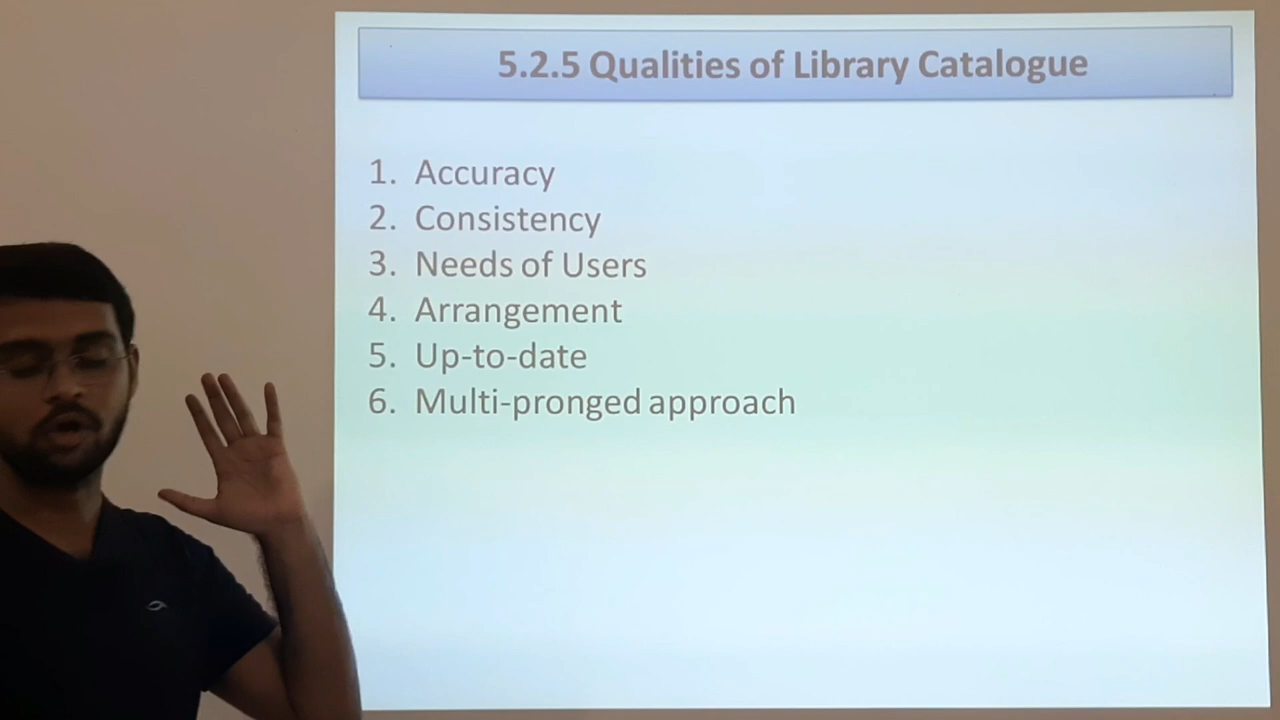 5.2.5 Qualities of Library Catalogue
1. Accuracy
2. Consistency
3. Needs of Users
4. Arrangement
5. Up-to-date
6. Multi-pronged approach